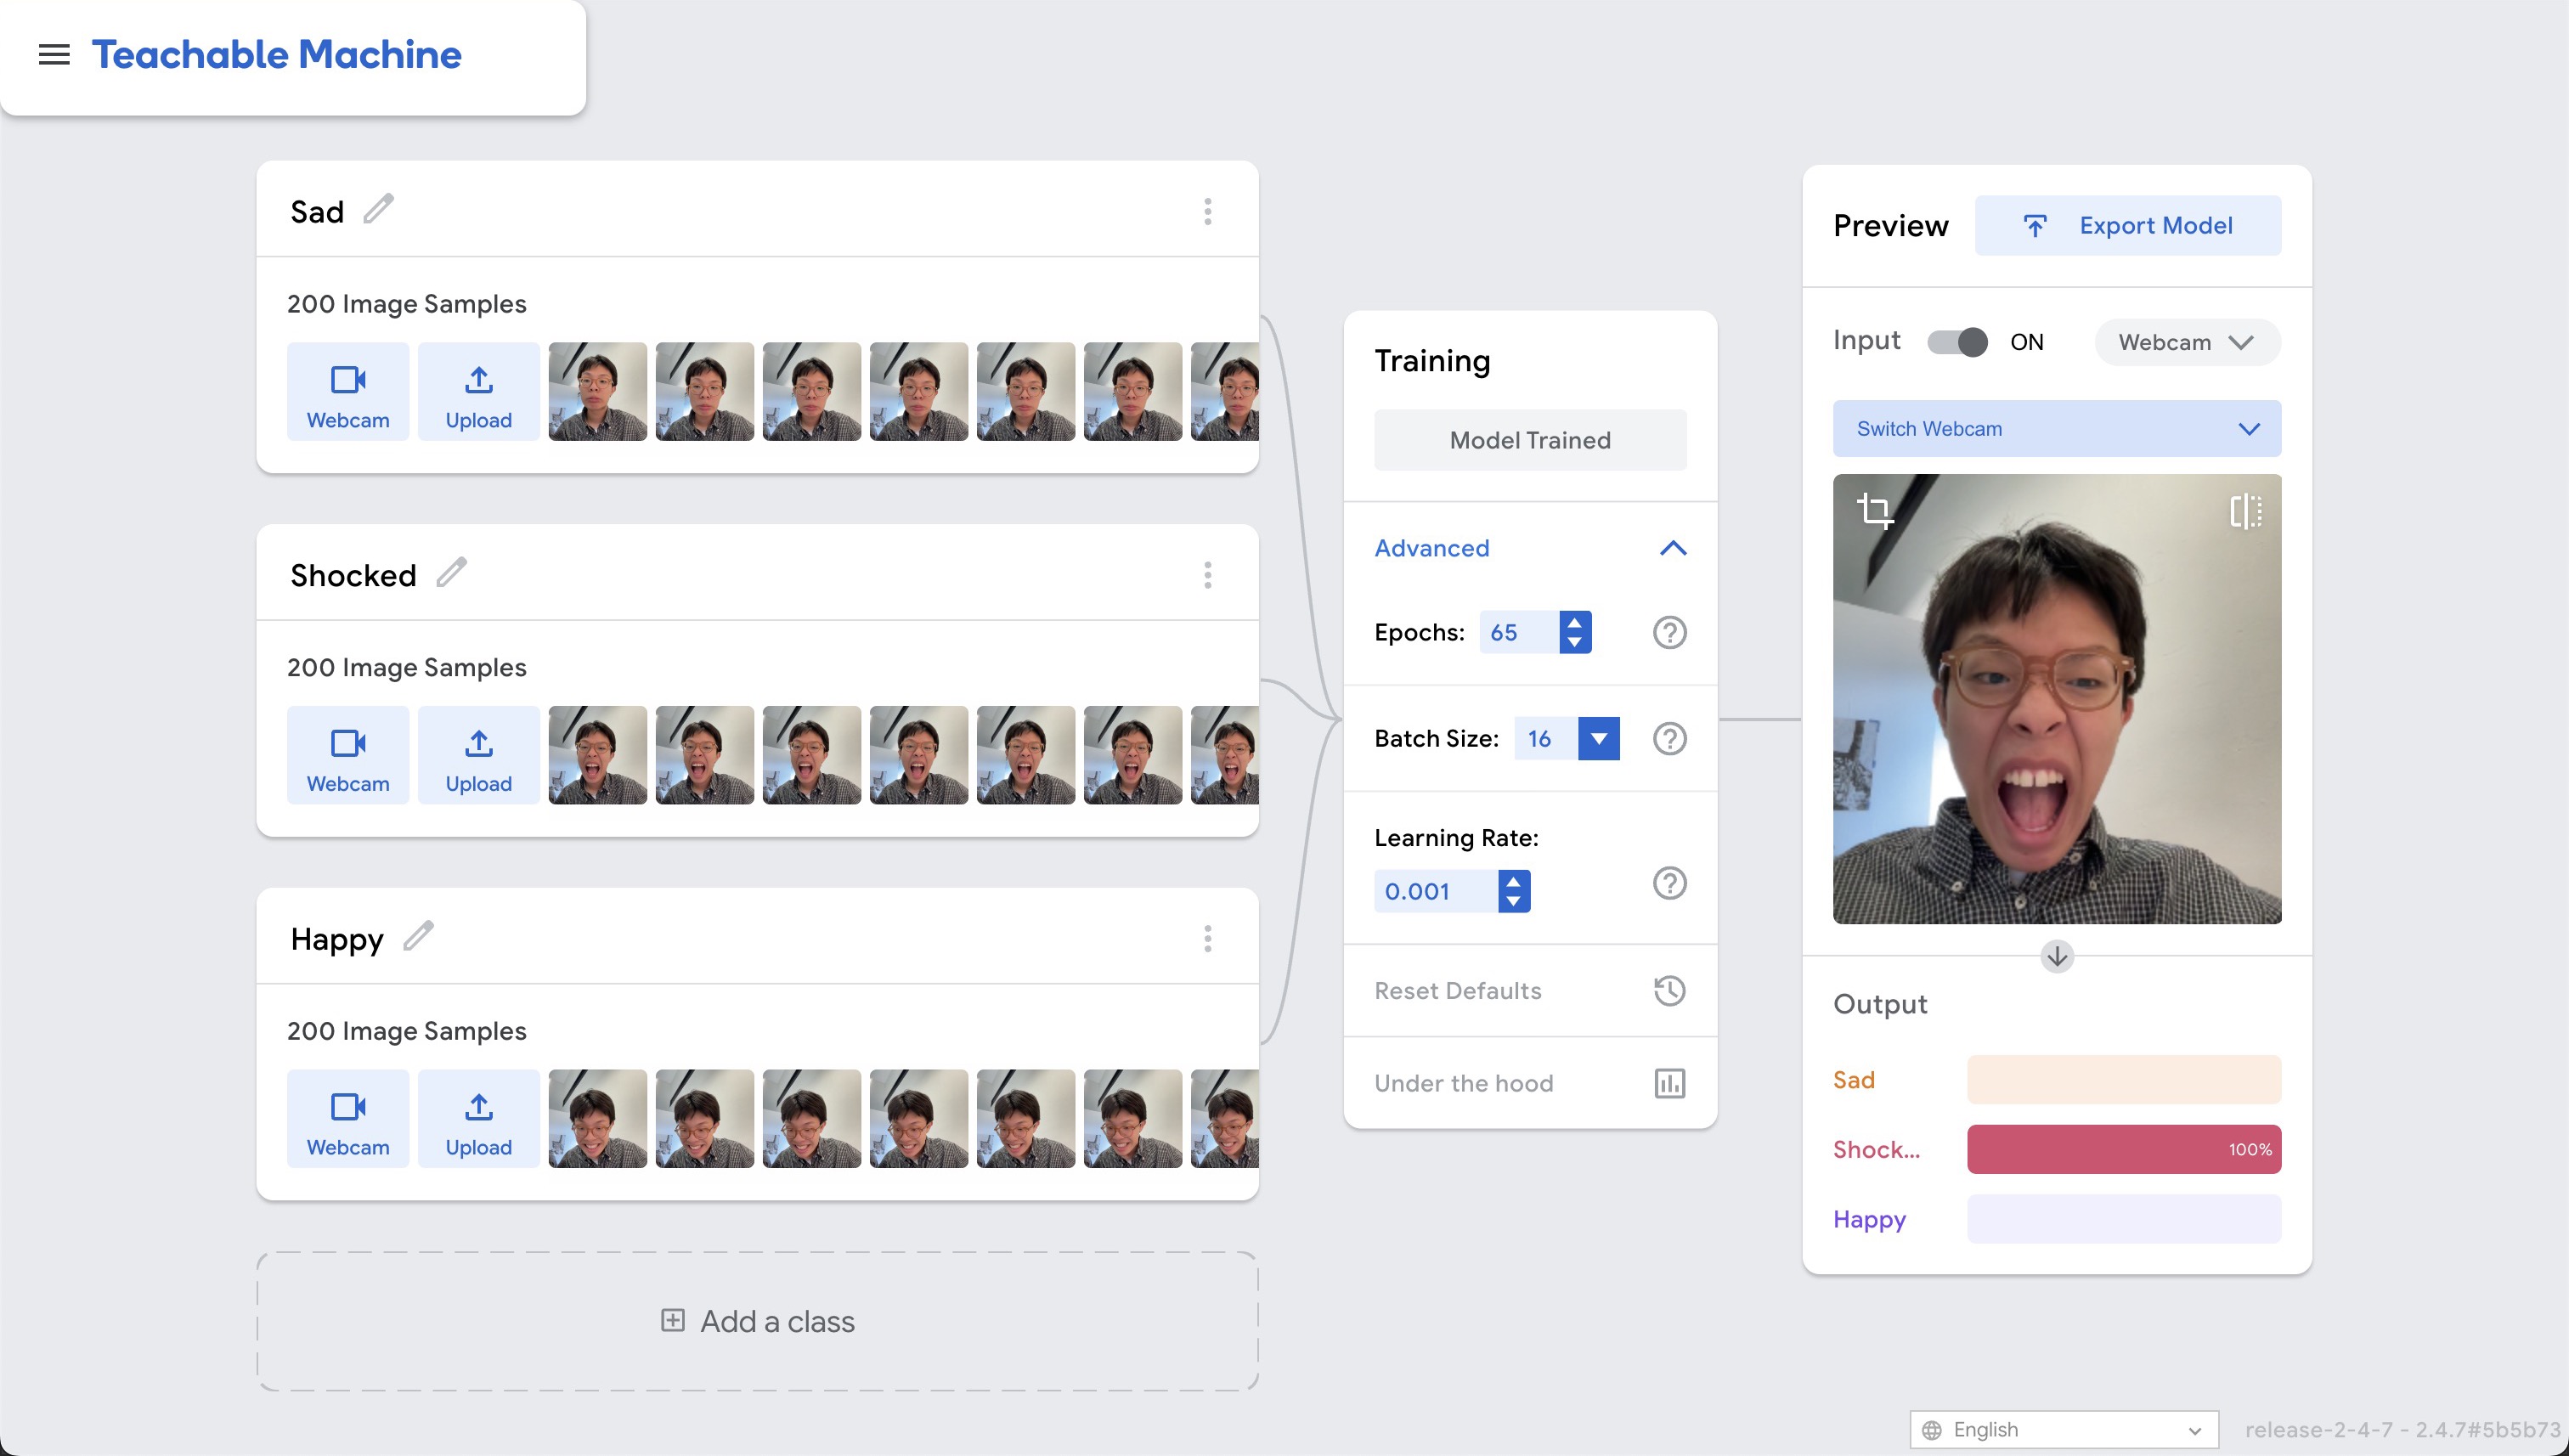 Teachable Machine
Sad
200 Image Samples
Webcam
Upload
Shocked
200 Image Samples
Webcam
Upload
Happy
200 Image Samples
Webcam
Upload
Add a class
Training
Model Trained
Advanced
Epochs: 65
Batch Size: 16
Learning Rate:
0.001
Reset Defaults
Under the hood
Preview
Export Model
Input ON Webcam
Switch Webcam
Output
Sad
Shock... 100%
Happy
English
release-2-4-7 - 2.4.7#5b5b73